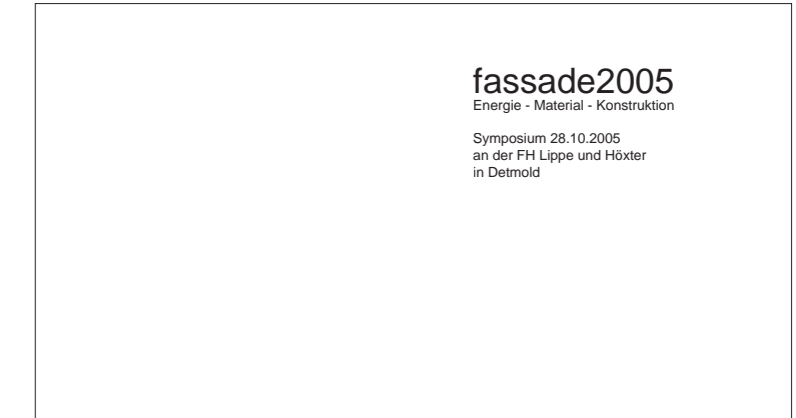 fassade2005
Energie - Material - Konstruktion
Symposium 28.10.2005
an der FH Lippe und Höxter
in Detmold